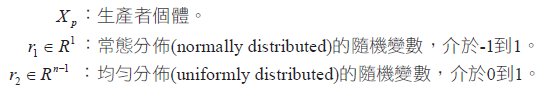 X_p：生產者個體。
r_1 ∈ R^1：常態分佈(normally distributed)的隨機變數，介於-1到1。
r_2 ∈ R^{n-1}：均勻分佈(uniformly distributed)的隨機變數，介於0到1。